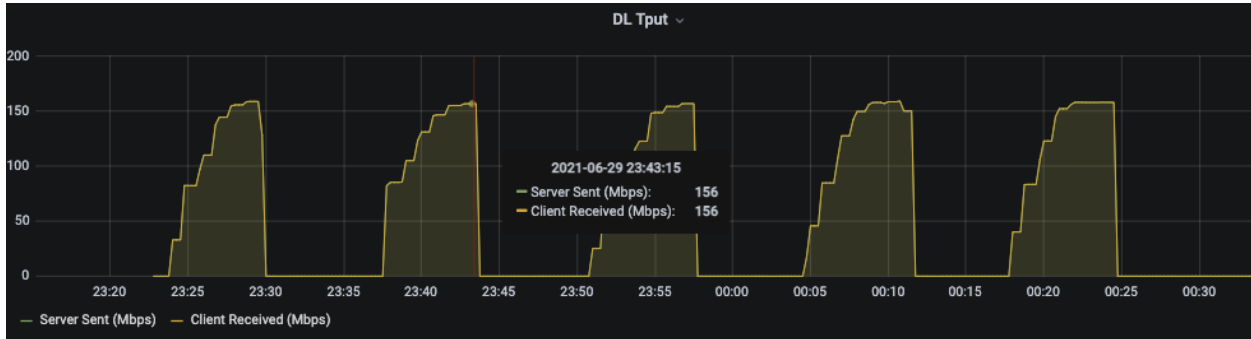 DL Tput
200
150
100
50
0
2021-06-29 23:43:15
Server Sent (Mbps): 156
Client Received (Mbps): 156
23:20 23:25 23:30 23:35 23:40 23:45 23:50 23:55 00:00 00:05 00:10 00:15 00:20 00:25 00:30
Server Sent (Mbps) Client Received (Mbps)